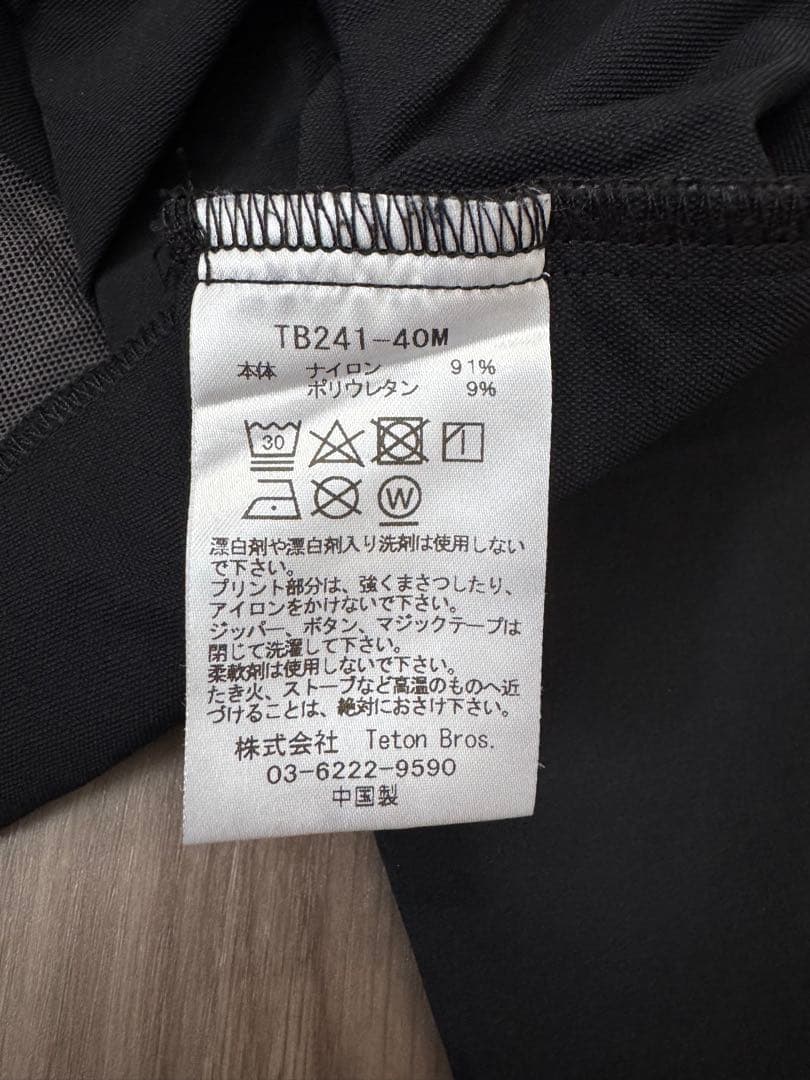 TB241-40M
本体 ナイロン 91%
ポリウレタン 9%
30
W
漂白剤や漂白剤入り洗剤は使用しない
で下さい。
プリント部分は、強くまさつしたり、
アイロンをかけないで下さい。
ジッパー、ボタン、マジックテープは
閉じて洗濯して下さい。
柔軟剤は使用しないで下さい。
たき火、ストーブなど高温のものへ近
づけることは、絶対におさけ下さい。
株式会社 Teton Bros.
03-6222-9590
中国製